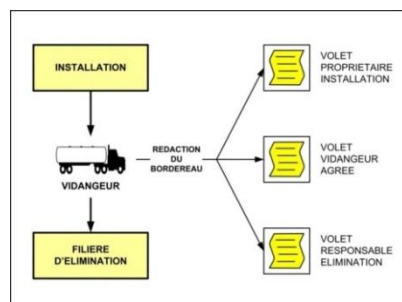 INSTALLATION
VIDANGEUR
FILIERE
D'ELIMINATION
REDACTION
DU
BORDEREAU
VOLET
PROPRIETAIRE
INSTALLATION
VOLET
VIDANGEUR
AGREE
VOLET
RESPONSABLE
ELIMINATION